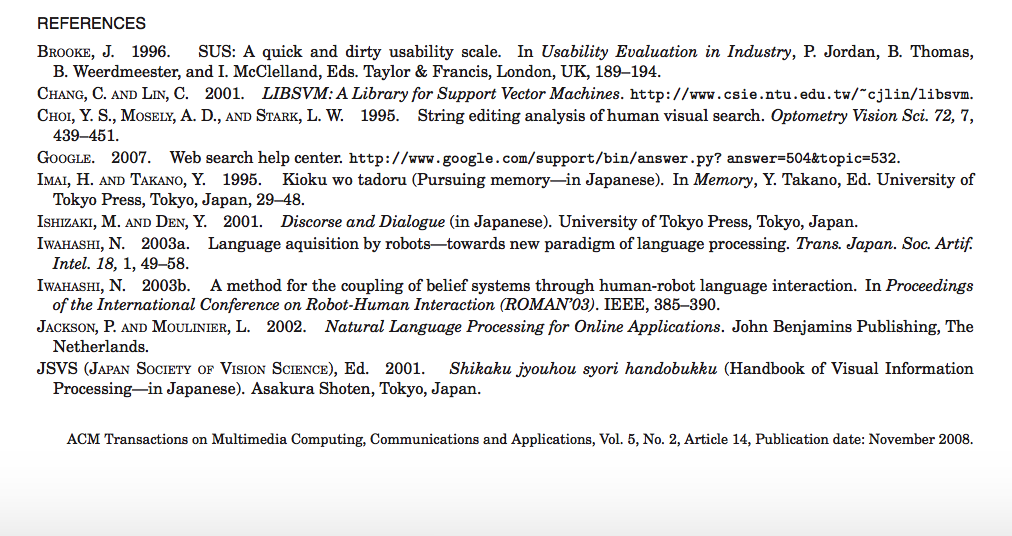 REFERENCES
BROOKE, J. 1996. SUS: A quick and dirty usability scale. In Usability Evaluation in Industry, P. Jordan, B. Thomas,
B. Weerdmeester, and I. McClelland, Eds. Taylor & Francis, London, UK, 189–194.
CHANG, C. AND LIN, C. 2001. LIBSVM: A Library for Support Vector Machines. http://www.csie.ntu.edu.tw/~cjlin/libsvm.
CHOI, Y. S., MOSELY, A. D., AND STARK, L. W. 1995. String editing analysis of human visual search. Optometry Vision Sci. 72, 7,
439–451.
GOOGLE. 2007. Web search help center. http://www.google.com/support/bin/answer.py? answer=504&topic=532.
IMAI, H. AND TAKANO, Y. 1995. Kioku wo tadoru (Pursuing memory—in Japanese). In Memory, Y. Takano, Ed. University of
Tokyo Press, Tokyo, Japan, 29–48.
ISHIZAKI, M. AND DEN, Y. 2001. Discorse and Dialogue (in Japanese). University of Tokyo Press, Tokyo, Japan.
IWAHASHI, N. 2003a. Language aquisition by robots—towards new paradigm of language processing. Trans. Japan. Soc. Artif.
Intel. 18, 1, 49–58.
IWAHASHI, N. 2003b. A method for the coupling of belief systems through human-robot language interaction. In Proceedings
of the International Conference on Robot-Human Interaction (ROMAN'03). IEEE, 385–390.
JACKSON, P. AND MOULINIER, L. 2002. Natural Language Processing for Online Applications. John Benjamins Publishing, The
Netherlands.
JSVS (JAPAN SOCIETY OF VISION SCIENCE), Ed. 2001. Shikaku jyouhou syori handobukku (Handbook of Visual Information
Processing—in Japanese). Asakura Shoten, Tokyo, Japan.
ACM Transactions on Multimedia Computing, Communications and Applications, Vol. 5, No. 2, Article 14, Publication date: November 2008.